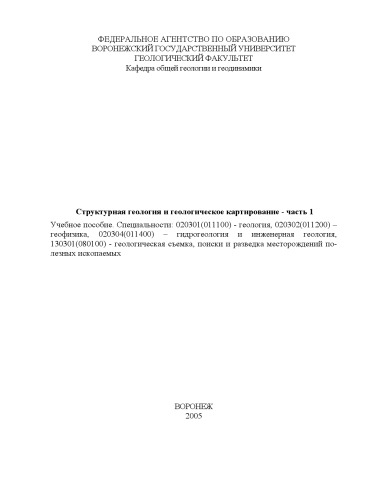 ФЕДЕРАЛЬНОЕ АГЕНТСТВО ПО ОБРАЗОВАНИЮ
ВОРОНЕЖСКИЙ ГОСУДАРСТВЕННЫЙ УНИВЕРСИТЕТ
ГЕОЛОГИЧЕСКИЙ ФАКУЛЬТЕТ
Кафедра общей геологии и геодинамики
Структурная геология и геологическое картирование - часть 1
Учебное пособие. Специальности: 020301(011100) - геология, 020302(011200) –
геофизика, 020304(011400) – гидрогеология и инженерная геология,
130301(080100) - геологическая съемка, поиски и разведка месторождений по-
лезных ископаемых
ВОРОНЕЖ
2005